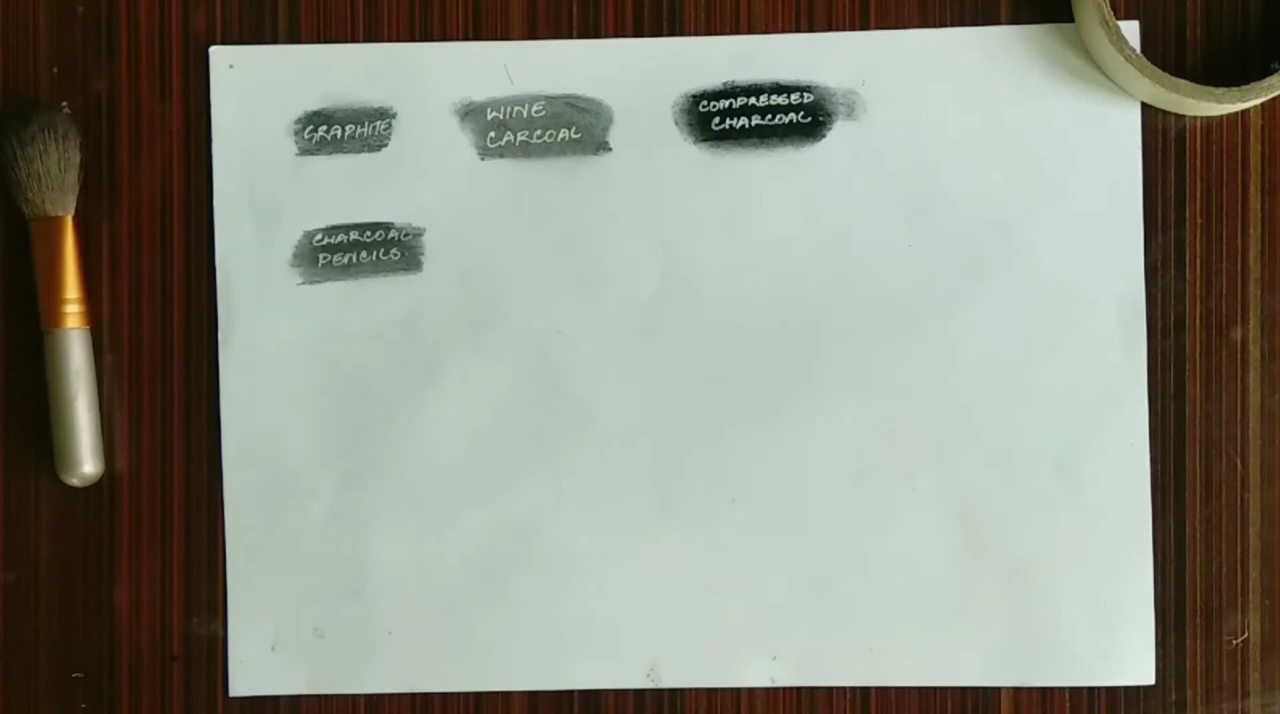 GRAPHITE
WINE
CARCOAL
COMPRESSED
CHARCOAL.
CHARCOAL
PENCILS.